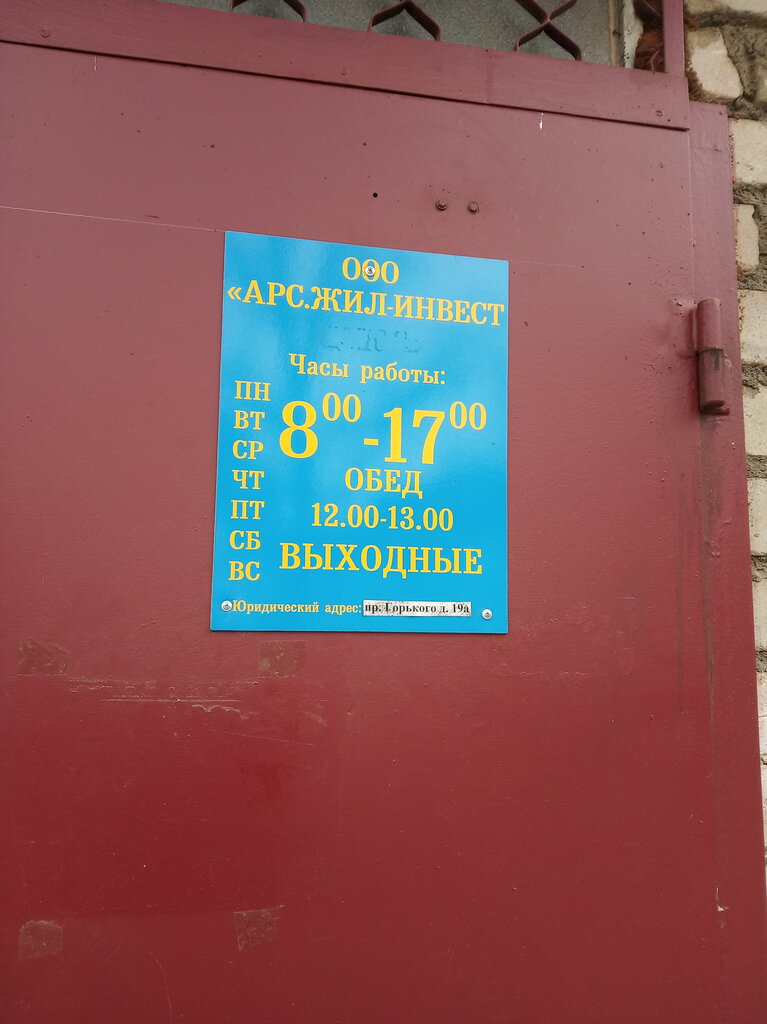 ООО
«АРС.ЖИЛ-ИНВЕСТ
Часы работы:
ПН
ВТ
СР
ЧТ
ПТ
8⁰⁰-17⁰⁰
ОБЕД
12.00-13.00
СБ
ВС
ВЫХОДНЫЕ
Юридический адрес: пр. Горького д. 19а